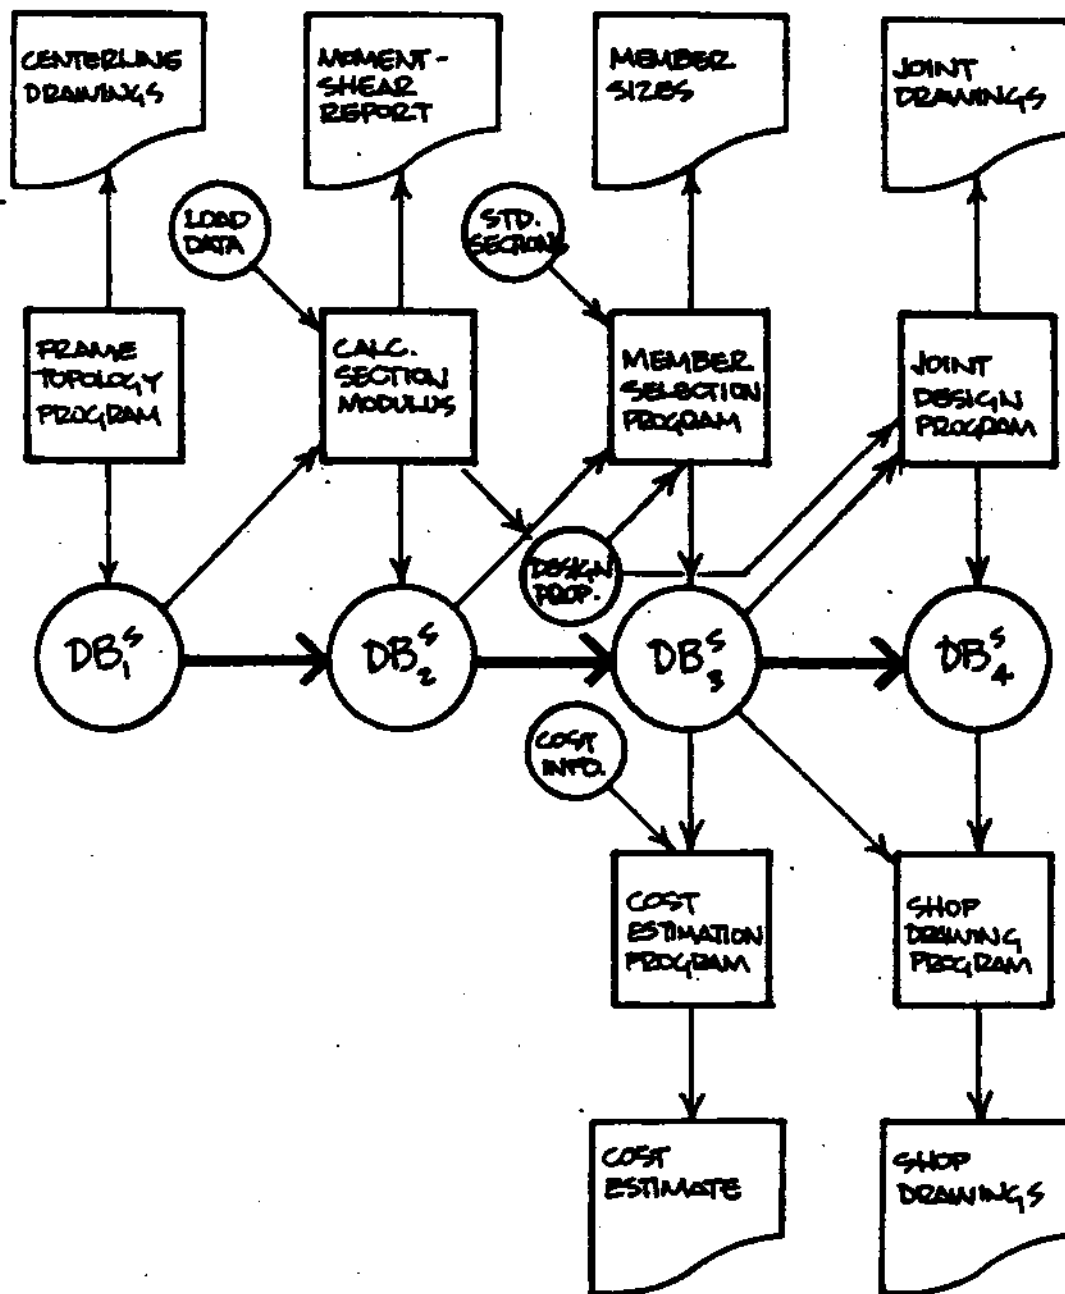 CENTERLINE
DRAWINGS
MOMENT-
SHEAR
REPORT
MEMBER
SIZES
JOINT
DRAWINGS
LOAD
DATA
STD.
SECTIONS
FRAME
TOPOLOGY
PROGRAM
CALC.
SECTION
MODULUS
MEMBER
SELECTION
PROGRAM
JOINT
DESIGN
PROGRAM
DESIGN
PROP.
DB₁ˢ
DB₂ˢ
DB₃ˢ
DB₄ˢ
COST
INFO.
COST
ESTIMATION
PROGRAM
SHOP
DRAWING
PROGRAM
COST
ESTIMATE
SHOP
DRAWINGS